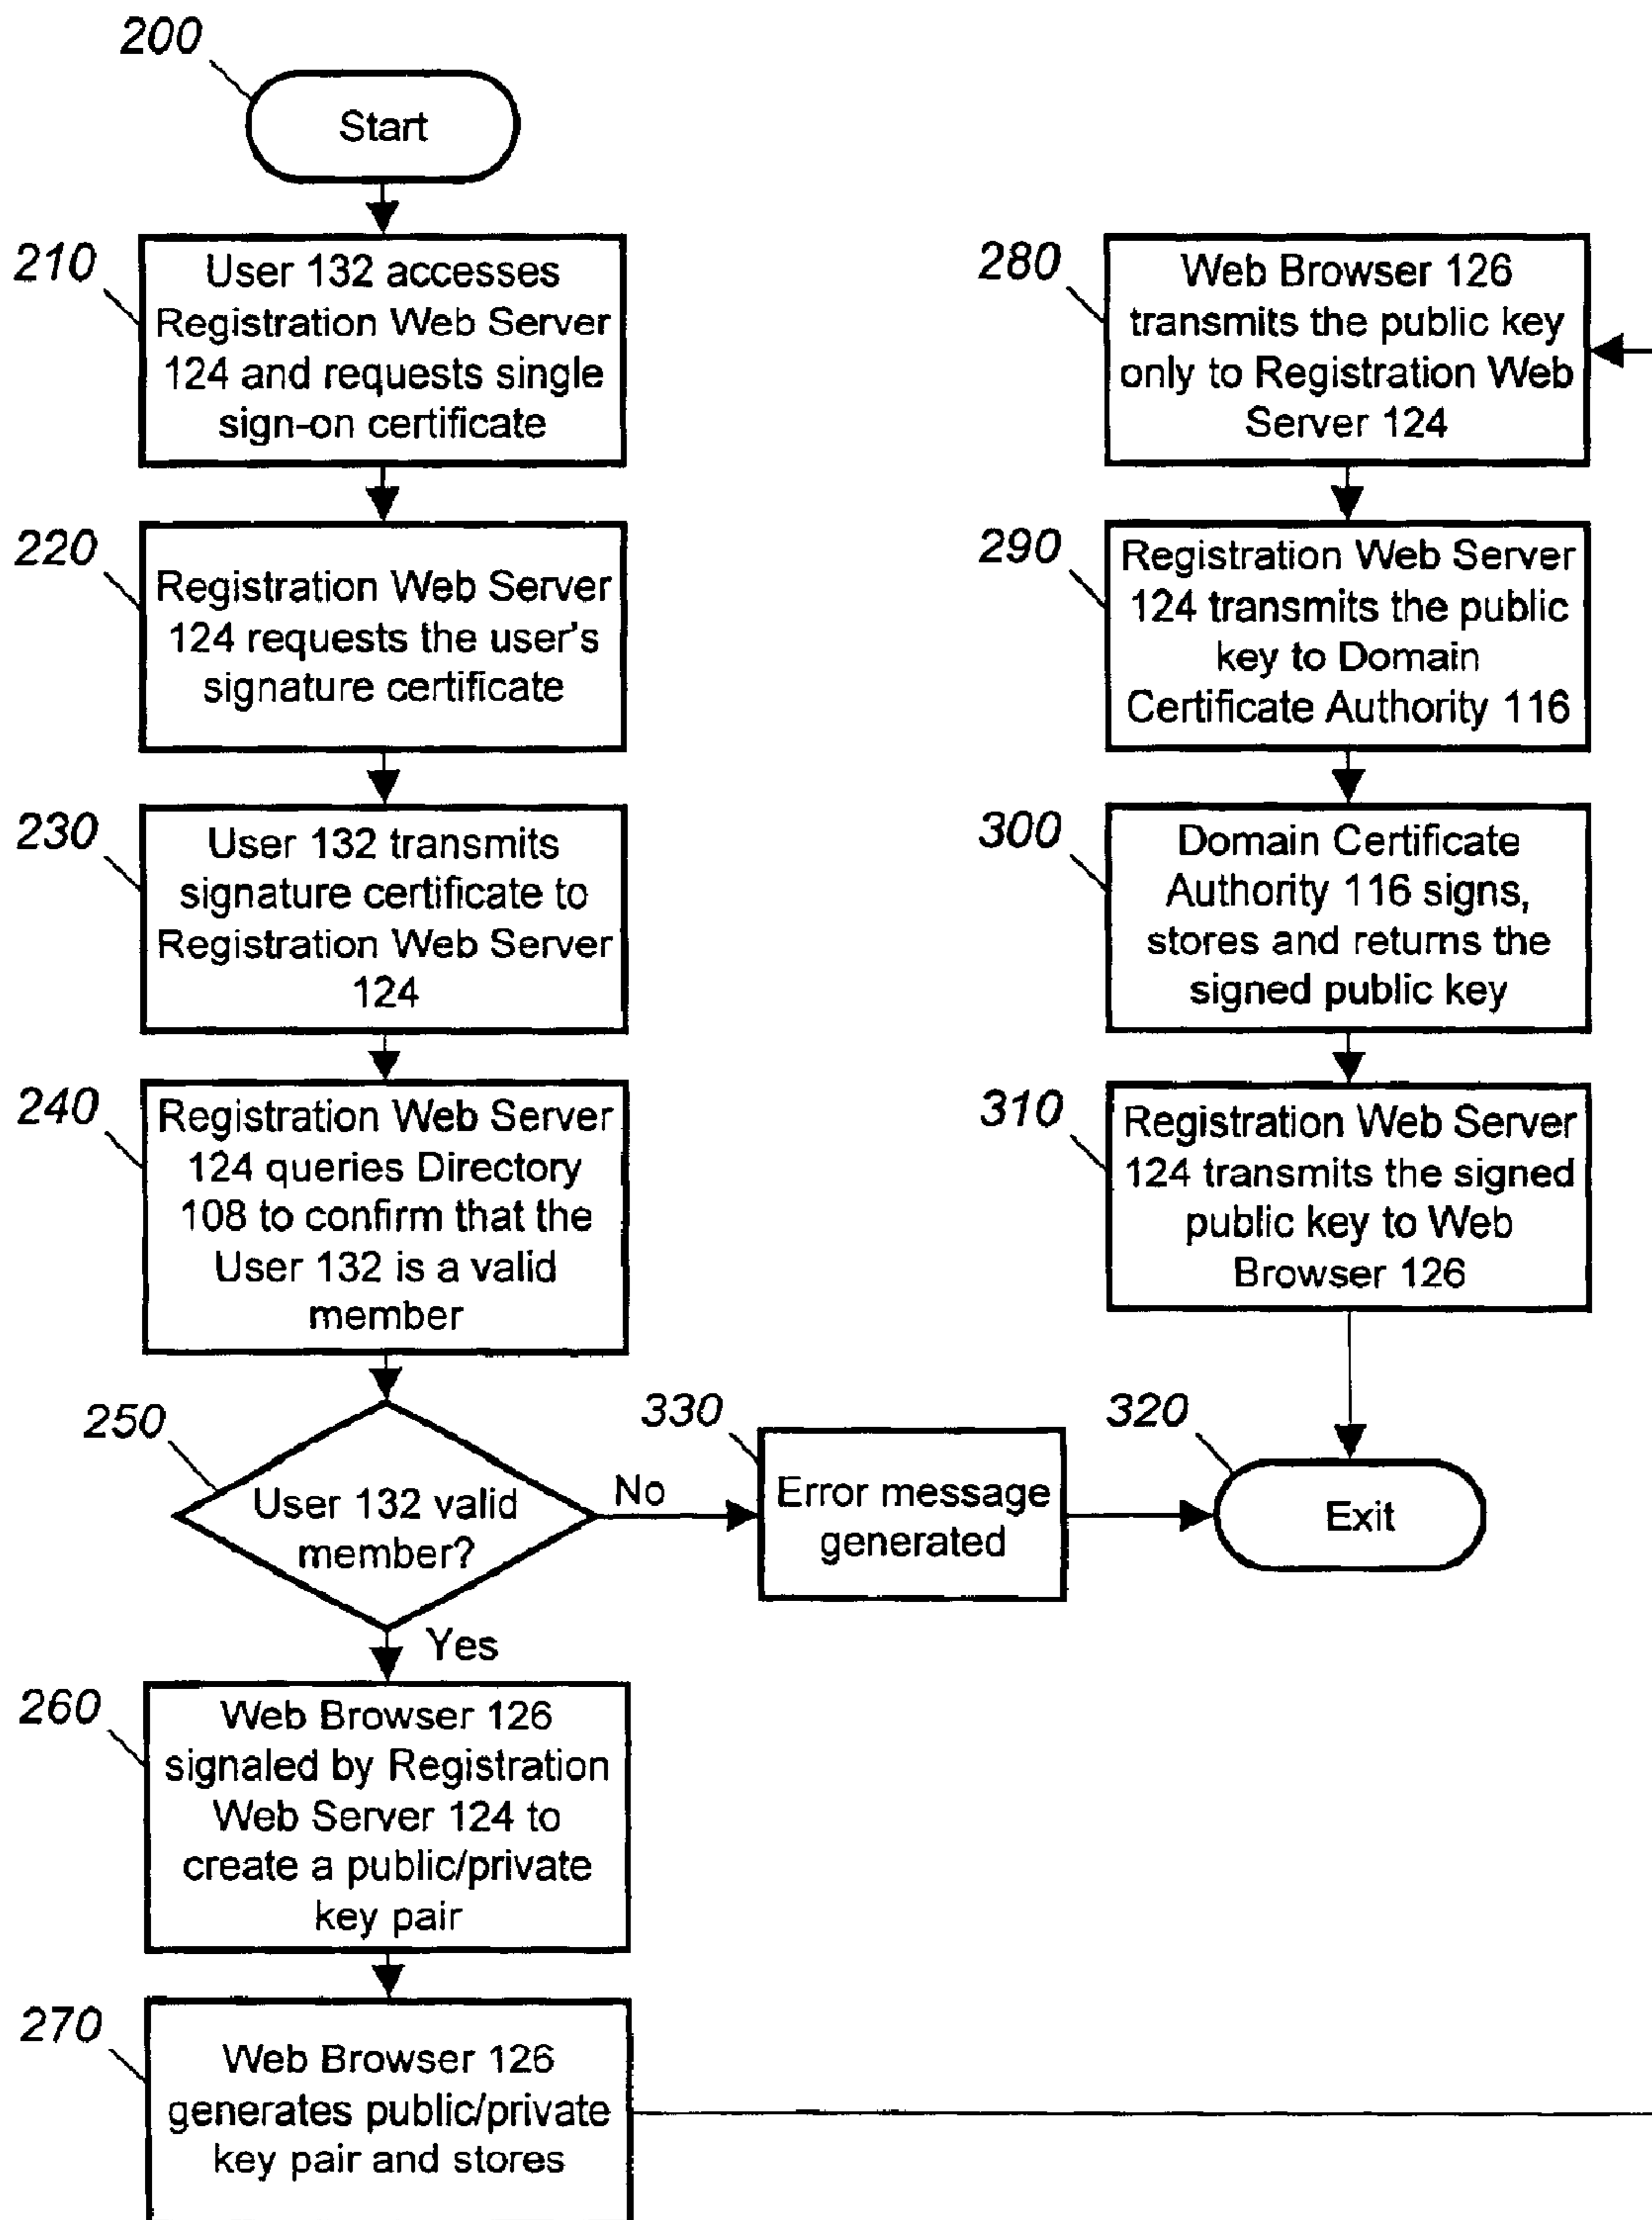 200
Start
210
User 132 accesses
Registration Web Server
124 and requests single
sign-on certificate
220
Registration Web Server
124 requests the user's
signature certificate
230
User 132 transmits
signature certificate to
Registration Web Server
124
240
Registration Web Server
124 queries Directory
108 to confirm that the
User 132 is a valid
member
250
User 132 valid
member?
No
Yes
330
Error message
generated
260
Web Browser 126
signaled by Registration
Web Server 124 to
create a public/private
key pair
270
Web Browser 126
generates public/private
key pair and stores
280
Web Browser 126
transmits the public key
only to Registration Web
Server 124
290
Registration Web Server
124 transmits the public
key to Domain
Certificate Authority 116
300
Domain Certificate
Authority 116 signs,
stores and returns the
signed public key
310
Registration Web Server
124 transmits the signed
public key to Web
Browser 126
320
Exit